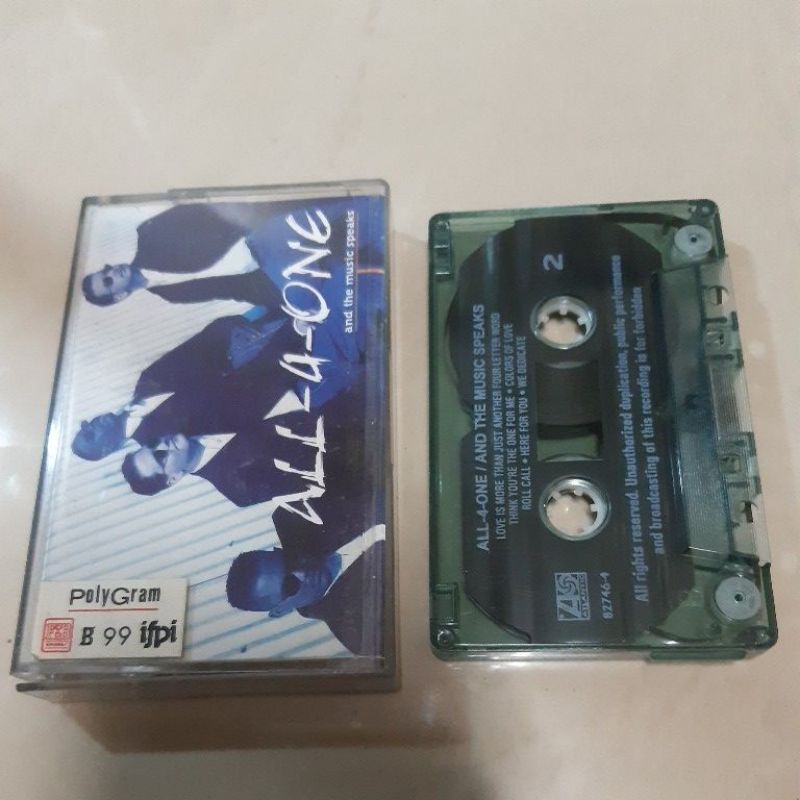 ALL-4-ONE
and the music speaks
PolyGram
B 99 ifpi
2
ALL-4-ONE / AND THE MUSIC SPEAKS
LOVE IS MORE THAN JUST ANOTHER FOUR-LETTER WORD
THINK YOU'RE THE ONE FOR ME • COLORS OF LOVE
ROLL CALL • HERE FOR YOU • WE DEDICATE
ATLANTIC
82746-4
All rights reserved. Unauthorized duplication, public performance
and broadcasting of this recording is for forbidden